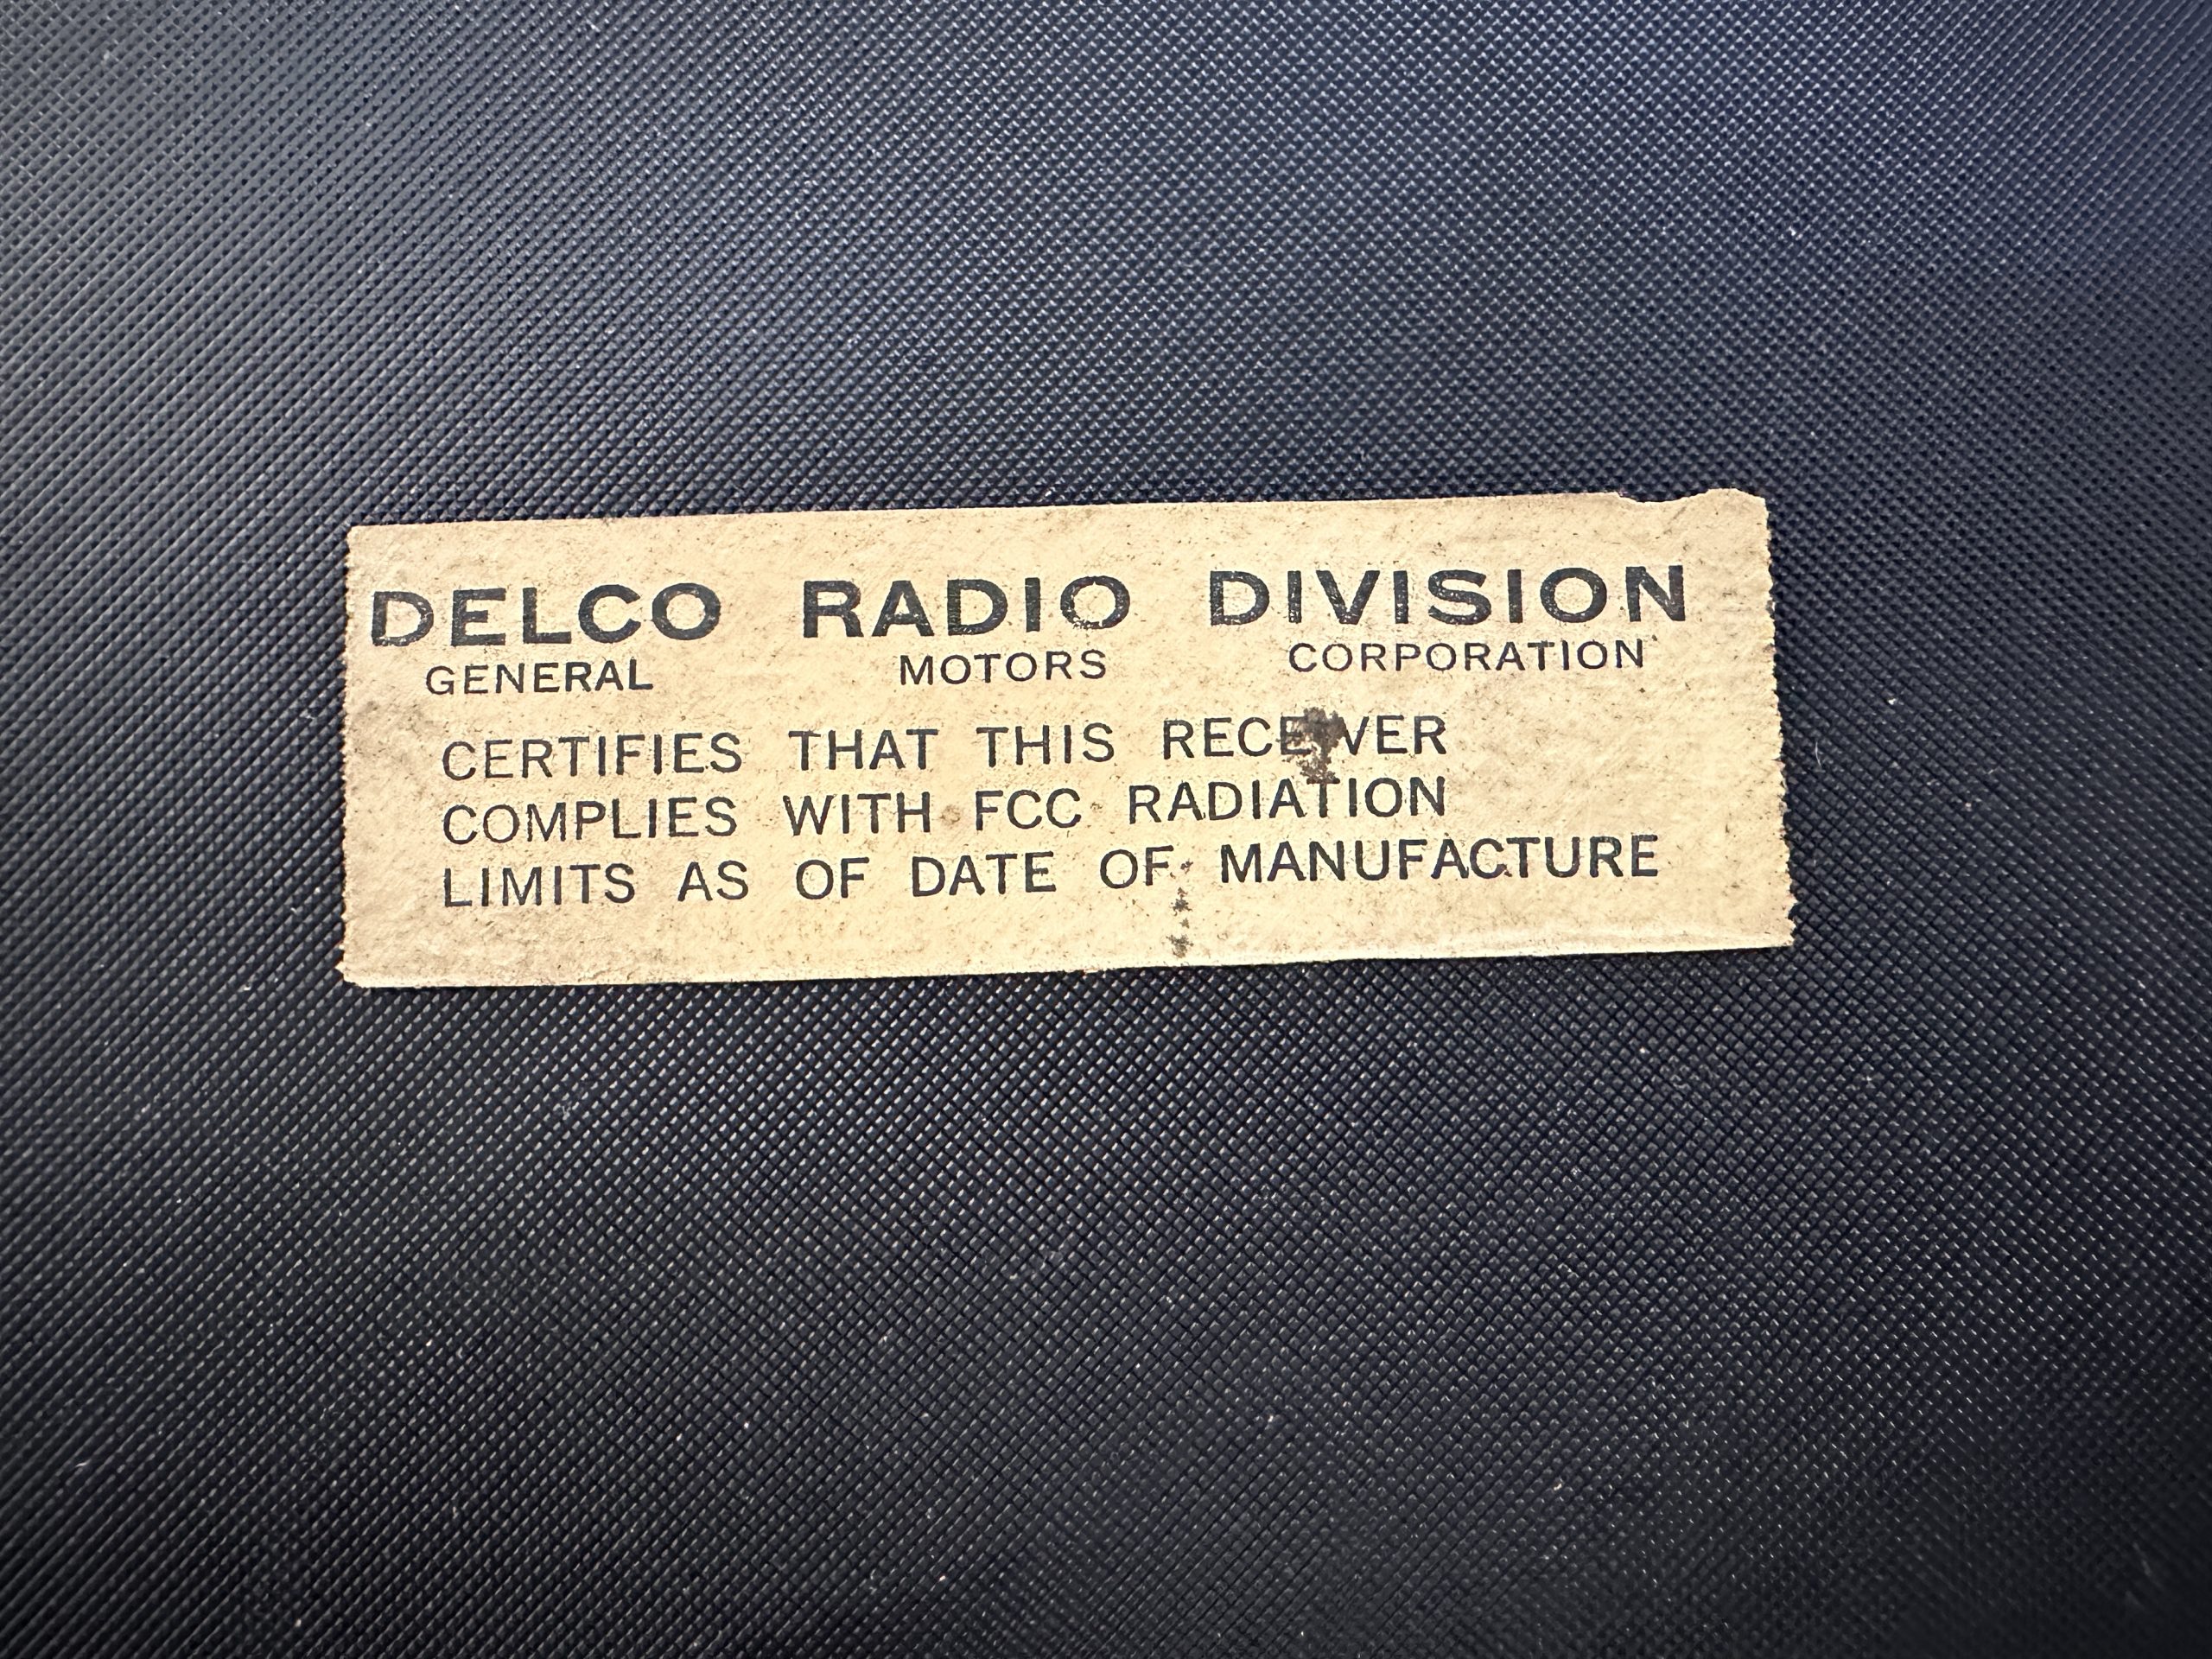 DELCO RADIO DIVISION
GENERAL MOTORS CORPORATION
CERTIFIES THAT THIS RECEIVER
COMPLIES WITH FCC RADIATION
LIMITS AS OF DATE OF MANUFACTURE